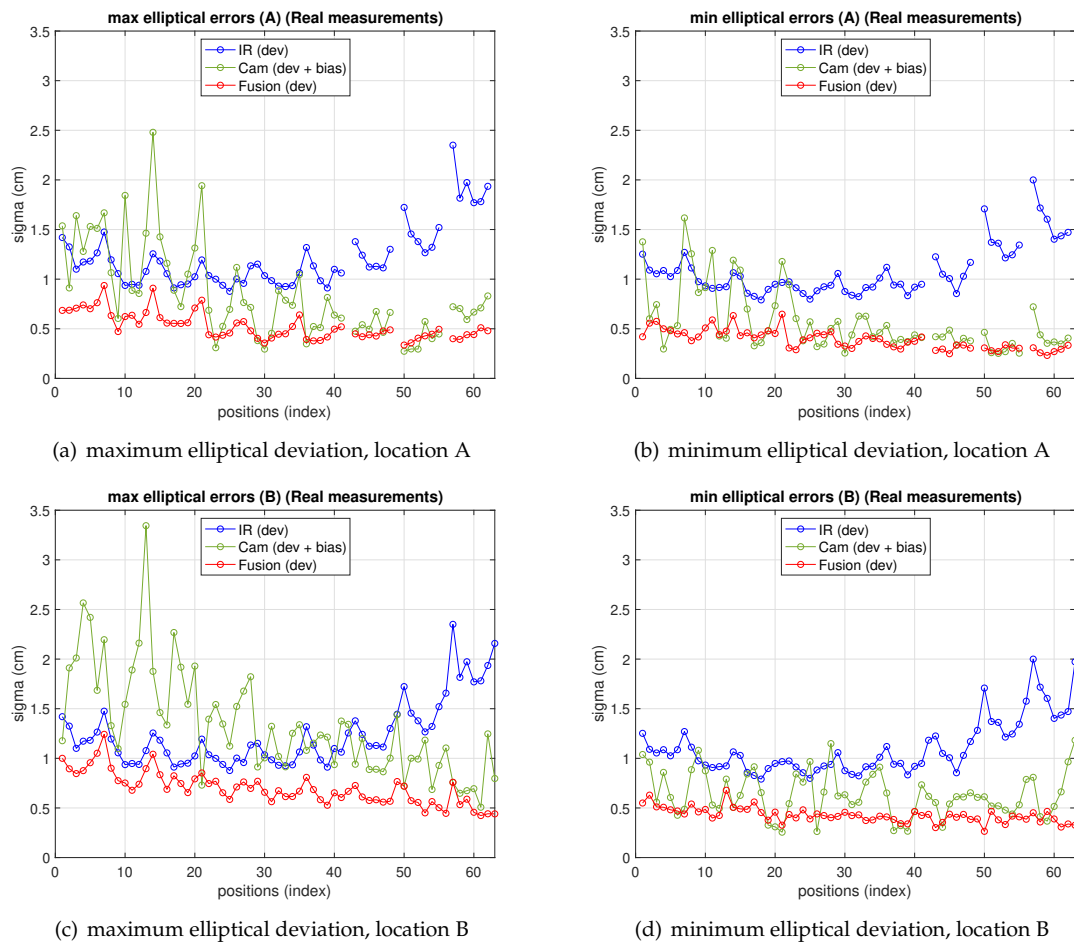 max elliptical errors (A) (Real measurements)
3.5
3
2.5
2
1.5
1
0.5
0
sigma (cm)
IR (dev)
Cam (dev + bias)
Fusion (dev)
0 10 20 30 40 50 60
positions (index)
(a) maximum elliptical deviation, location A
min elliptical errors (A) (Real measurements)
3.5
3
2.5
2
1.5
1
0.5
0
sigma (cm)
IR (dev)
Cam (dev + bias)
Fusion (dev)
0 10 20 30 40 50 60
positions (index)
(b) minimum elliptical deviation, location A
max elliptical errors (B) (Real measurements)
3.5
3
2.5
2
1.5
1
0.5
0
sigma (cm)
IR (dev)
Cam (dev + bias)
Fusion (dev)
0 10 20 30 40 50 60
positions (index)
(c) maximum elliptical deviation, location B
min elliptical errors (B) (Real measurements)
3.5
3
2.5
2
1.5
1
0.5
0
sigma (cm)
IR (dev)
Cam (dev + bias)
Fusion (dev)
0 10 20 30 40 50 60
positions (index)
(d) minimum elliptical deviation, location B